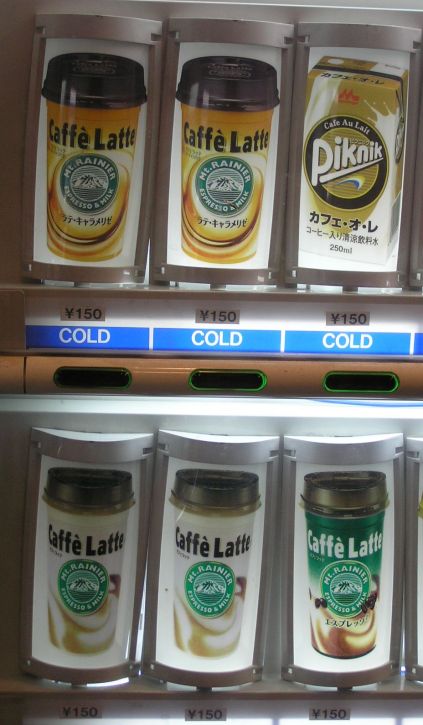 Caffè Latte
MT. RAINIER
ESPRESSO & MILK
ラテ・キャラメリゼ
Caffè Latte
MT. RAINIER
ESPRESSO & MILK
ラテ・キャラメリゼ
カフェ・オ・レ
Cafe Au Lait
PiKniK
カフェ・オ・レ
コーヒー入り清涼飲料水
250ml
¥150
¥150
¥150
COLD
COLD
COLD
Caffè Latte
MT. RAINIER
ESPRESSO & MILK
Caffè Latte
MT. RAINIER
ESPRESSO & MILK
Caffè Latte
MT. RAINIER
ESPRESSO & MILK
エスプレッソ
¥150
¥150
¥150